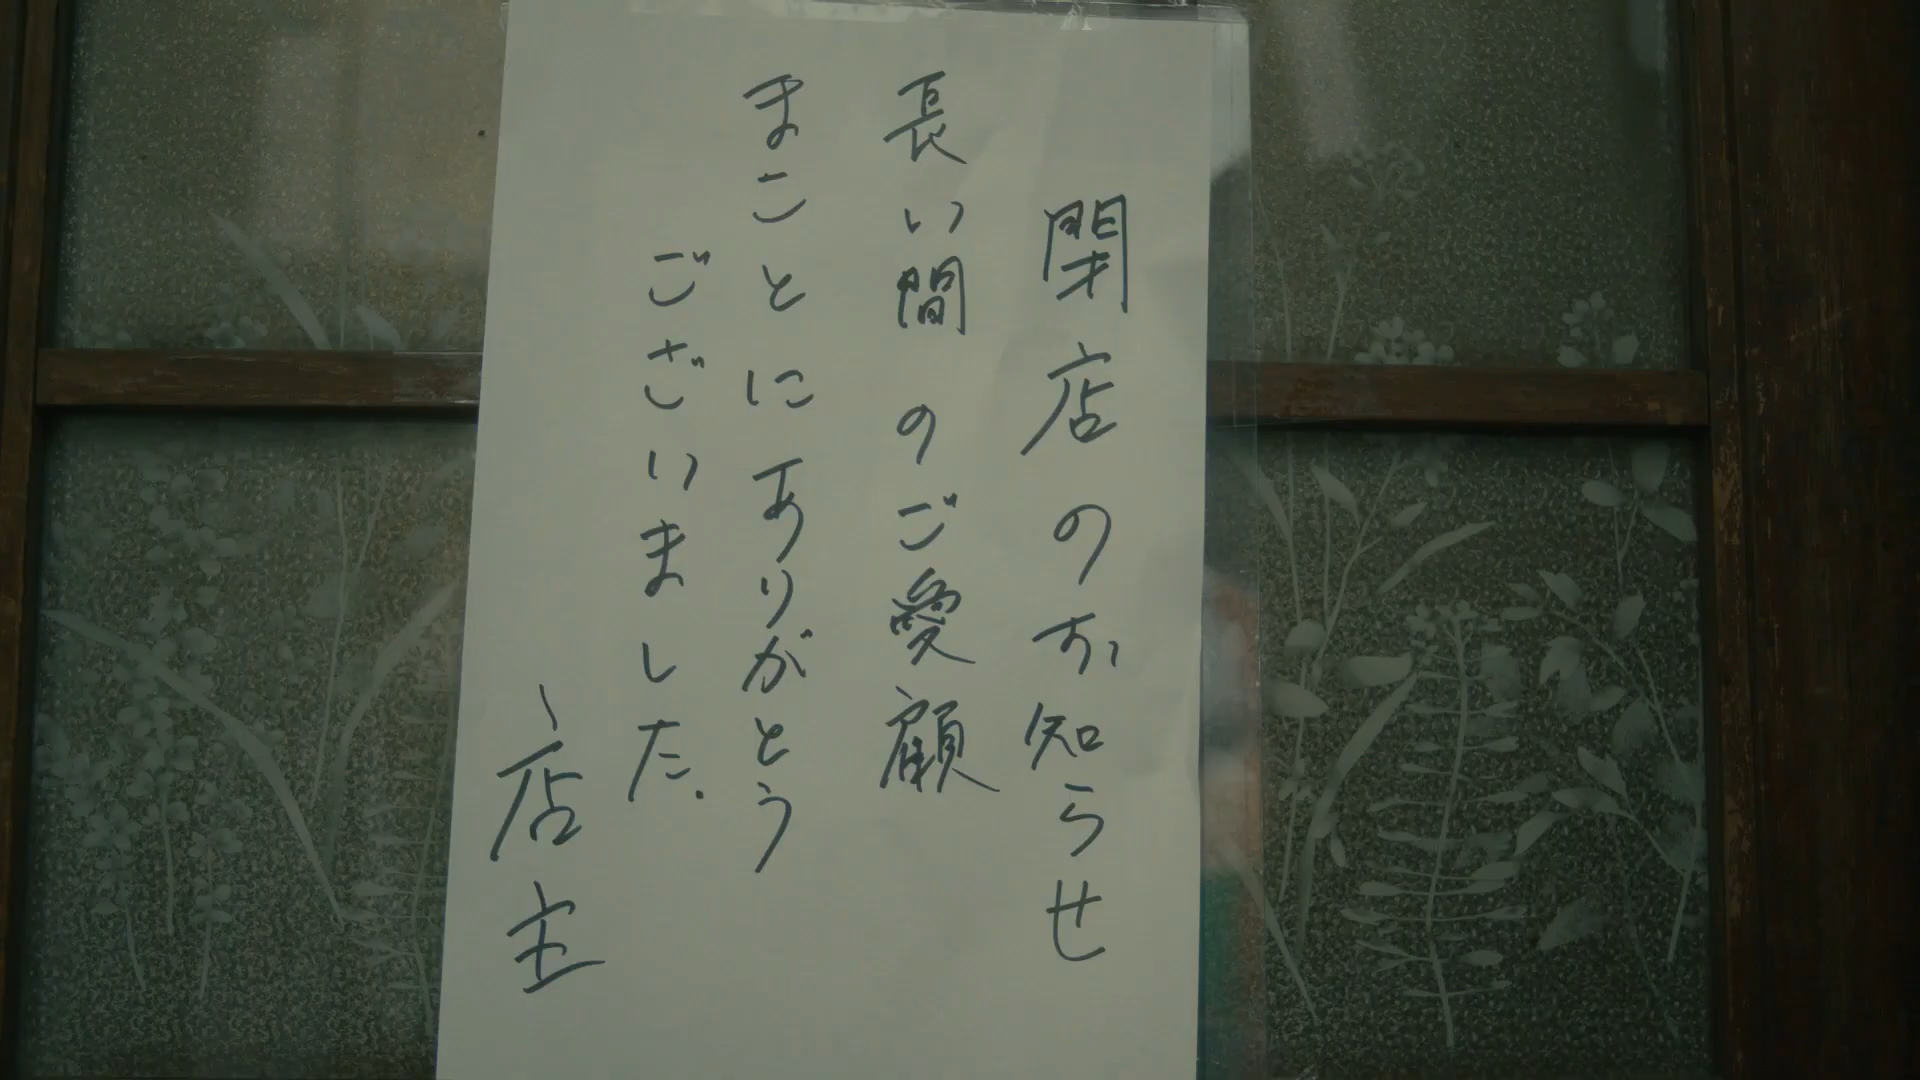 閉店のお知らせ
長い間のご愛顧
まことにありがとう
ございました.
店主